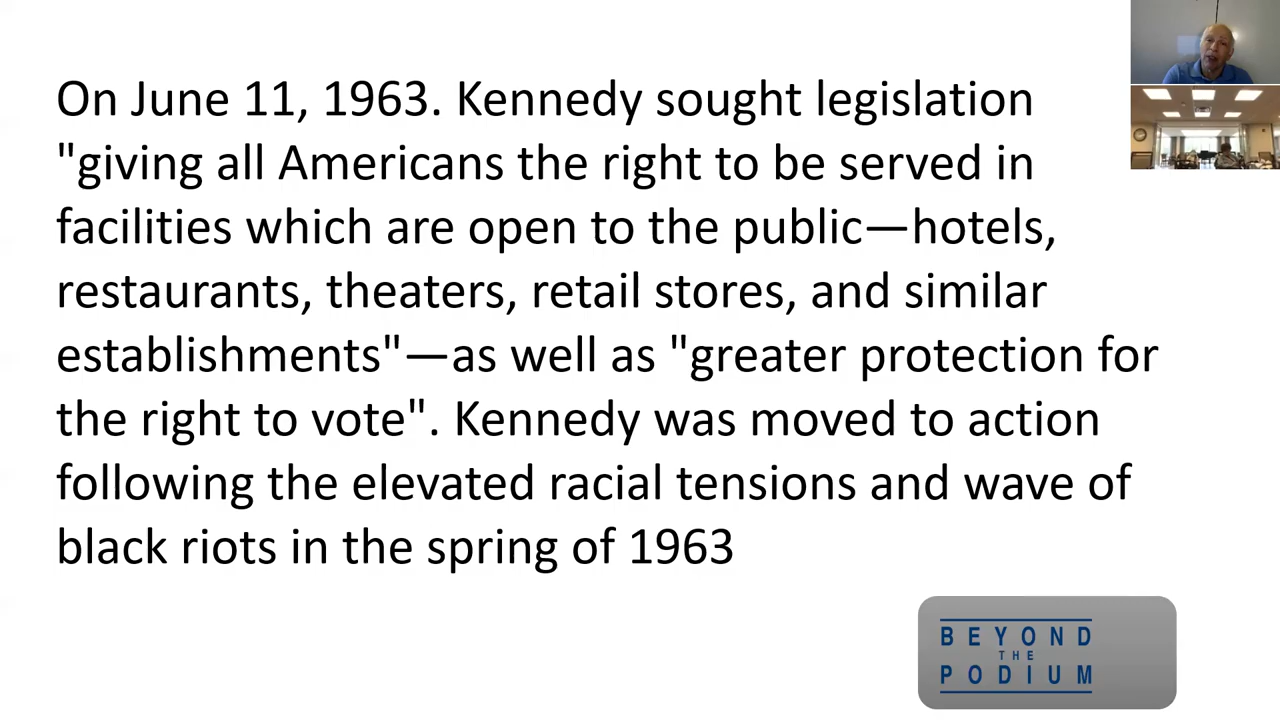 On June 11, 1963. Kennedy sought legislation
"giving all Americans the right to be served in
facilities which are open to the public—hotels,
restaurants, theaters, retail stores, and similar
establishments"—as well as "greater protection for
the right to vote". Kennedy was moved to action
following the elevated racial tensions and wave of
black riots in the spring of 1963
BEYOND
THE
PODIUM